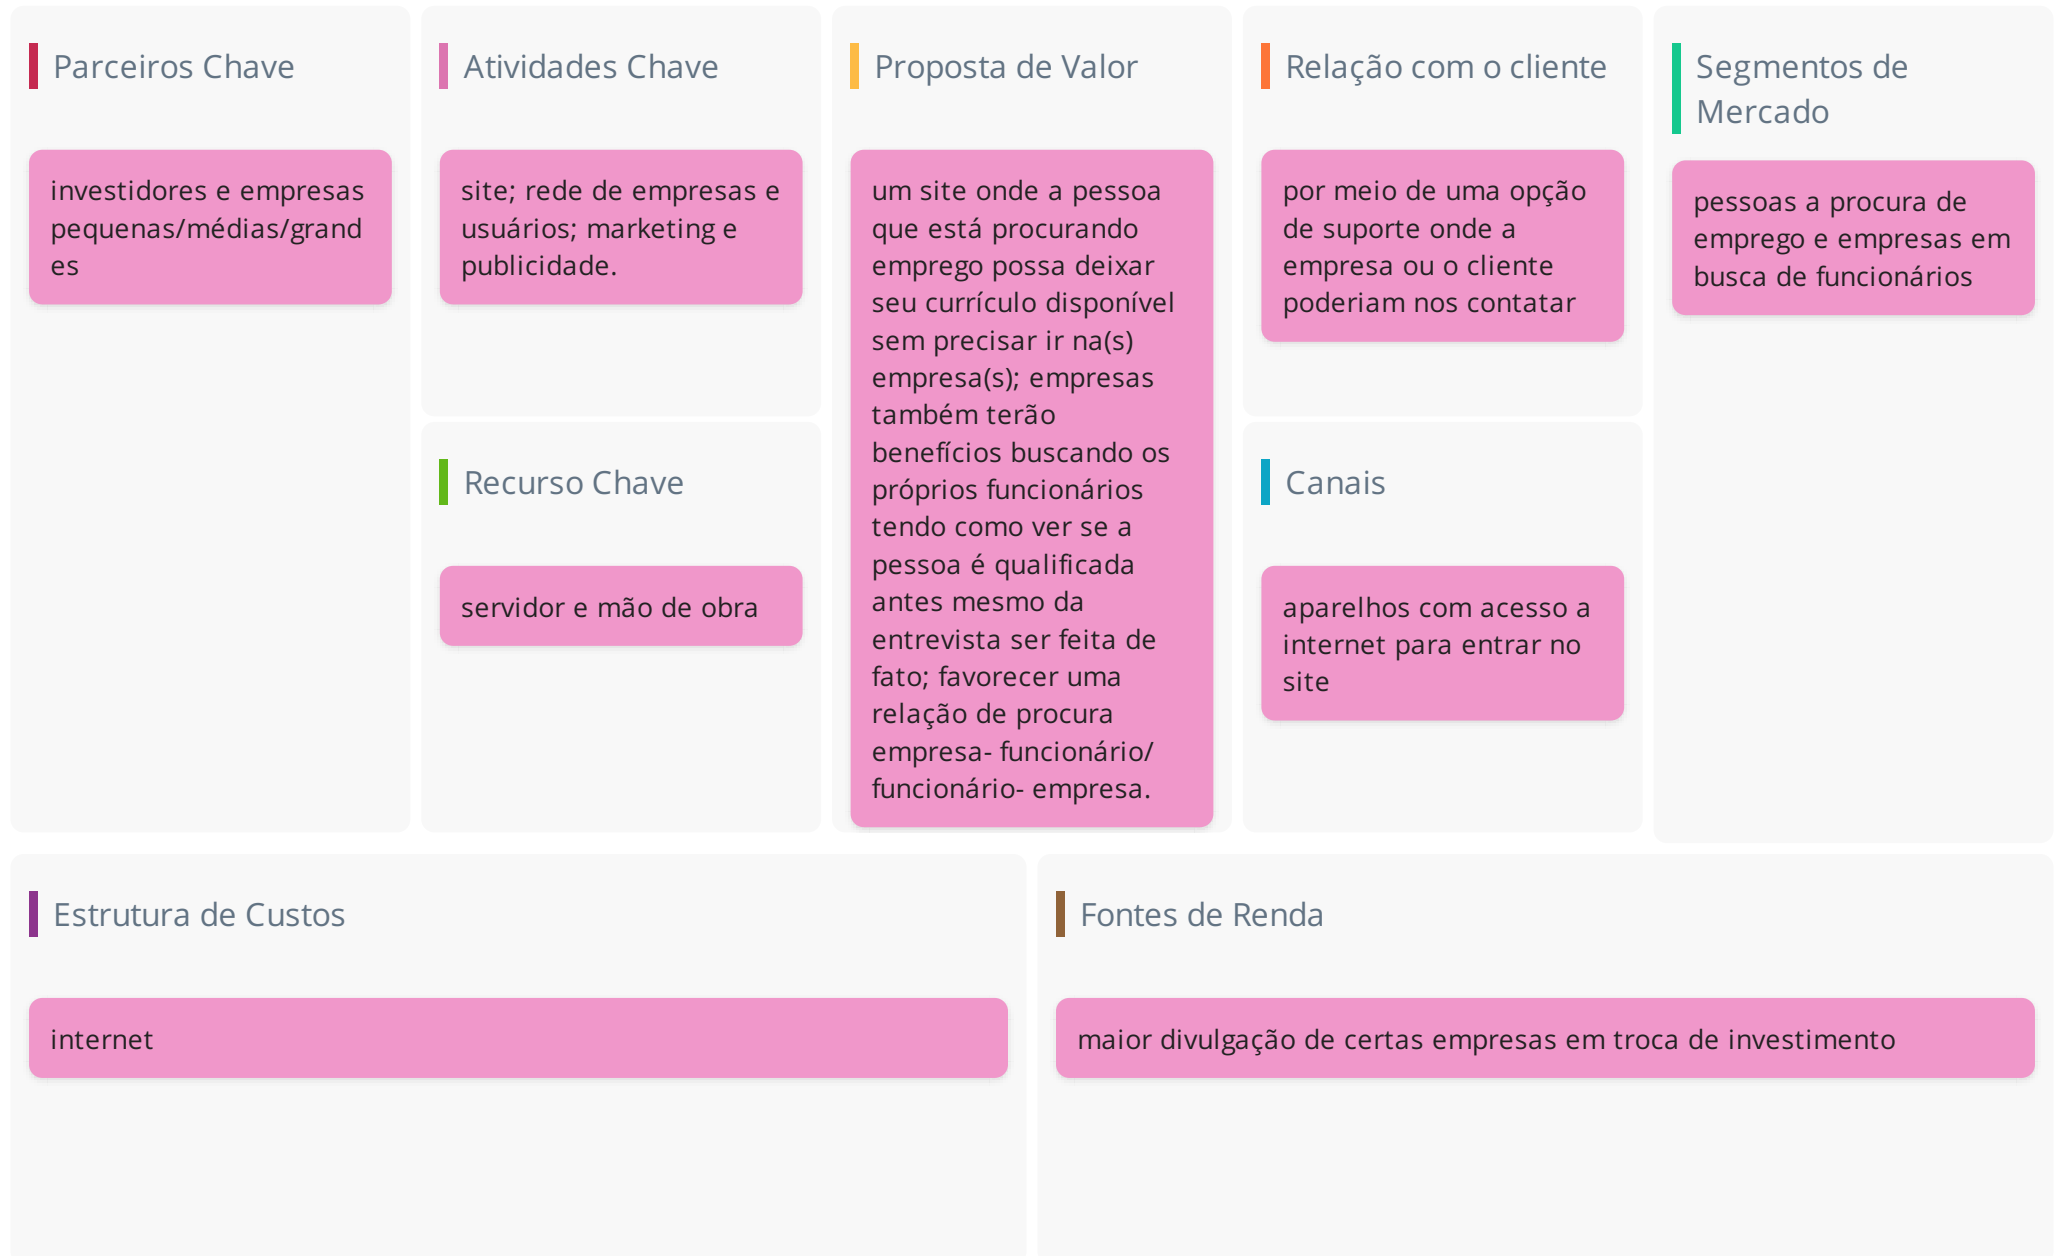 Parceiros Chave
investidores e empresas
pequenas/médias/grand
es
Atividades Chave
site; rede de empresas e
usuários; marketing e
publicidade.
Recurso Chave
servidor e mão de obra
Proposta de Valor
um site onde a pessoa
que está procurando
emprego possa deixar
seu currículo disponível
sem precisar ir na(s)
empresa(s); empresas
também terão
benefícios buscando os
próprios funcionários
tendo como ver se a
pessoa é qualificada
antes mesmo da
entrevista ser feita de
fato; favorecer uma
relação de procura
empresa- funcionário/
funcionário- empresa.
Relação com o cliente
por meio de uma opção
de suporte onde a
empresa ou o cliente
poderiam nos contatar
Canais
aparelhos com acesso a
internet para entrar no
site
Segmentos de
Mercado
pessoas a procura de
emprego e empresas em
busca de funcionários
Estrutura de Custos
internet
Fontes de Renda
maior divulgação de certas empresas em troca de investimento